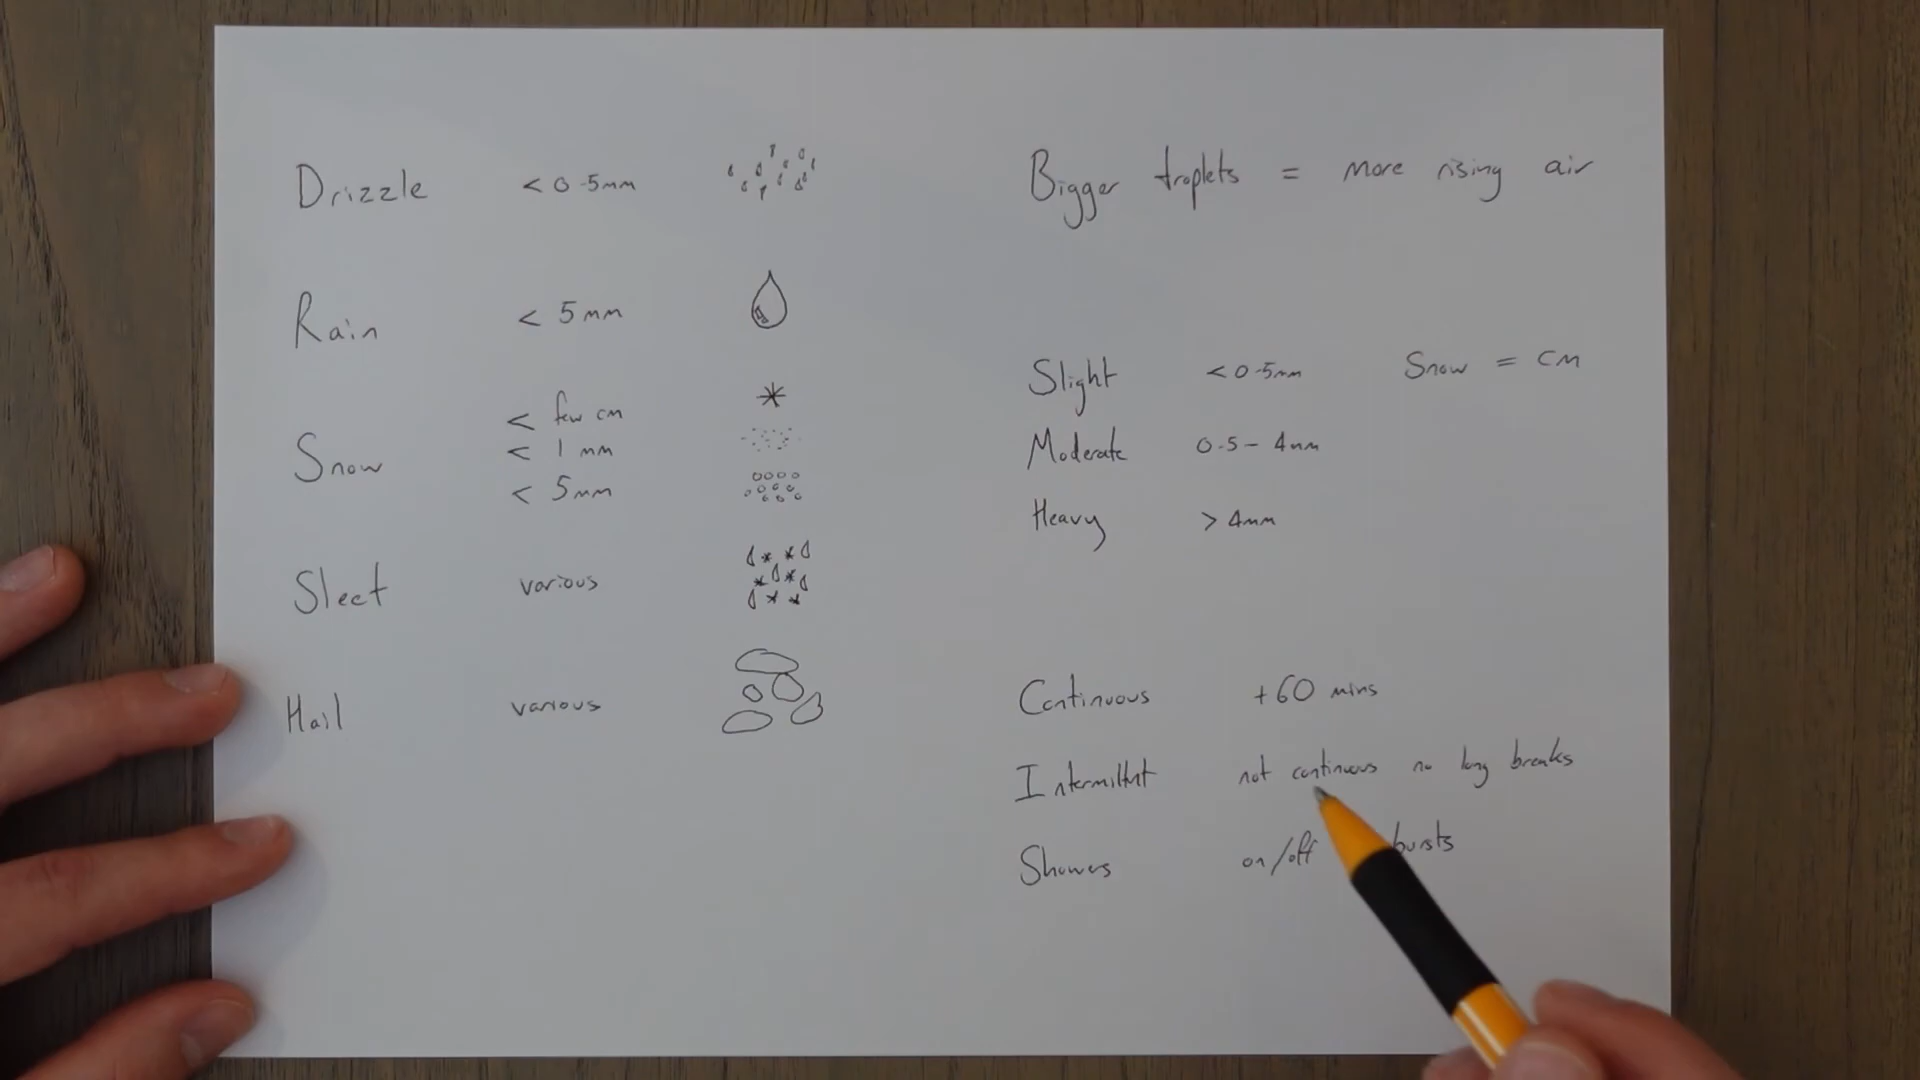 Drizzle < 0.5mm
Rain < 5mm
Snow < few cm
< 1 mm
< 5mm
Sleet various
Hail various
Bigger troplets = more rising air
Slight < 0.5mm Snow = cm
Moderate 0.5 - 4mm
Heavy > 4mm
Continuous +60 mins
Intermittnt not continuous no long breaks
Showers on/off bursts